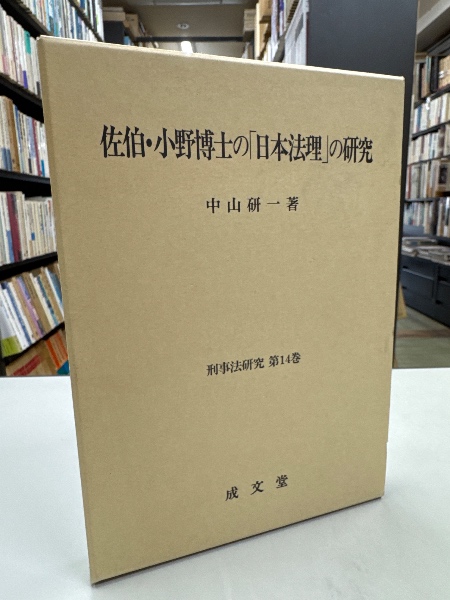 佐伯・小野博士の「日本法理」の研究
中山研一著
刑事法研究 第14巻
成文堂